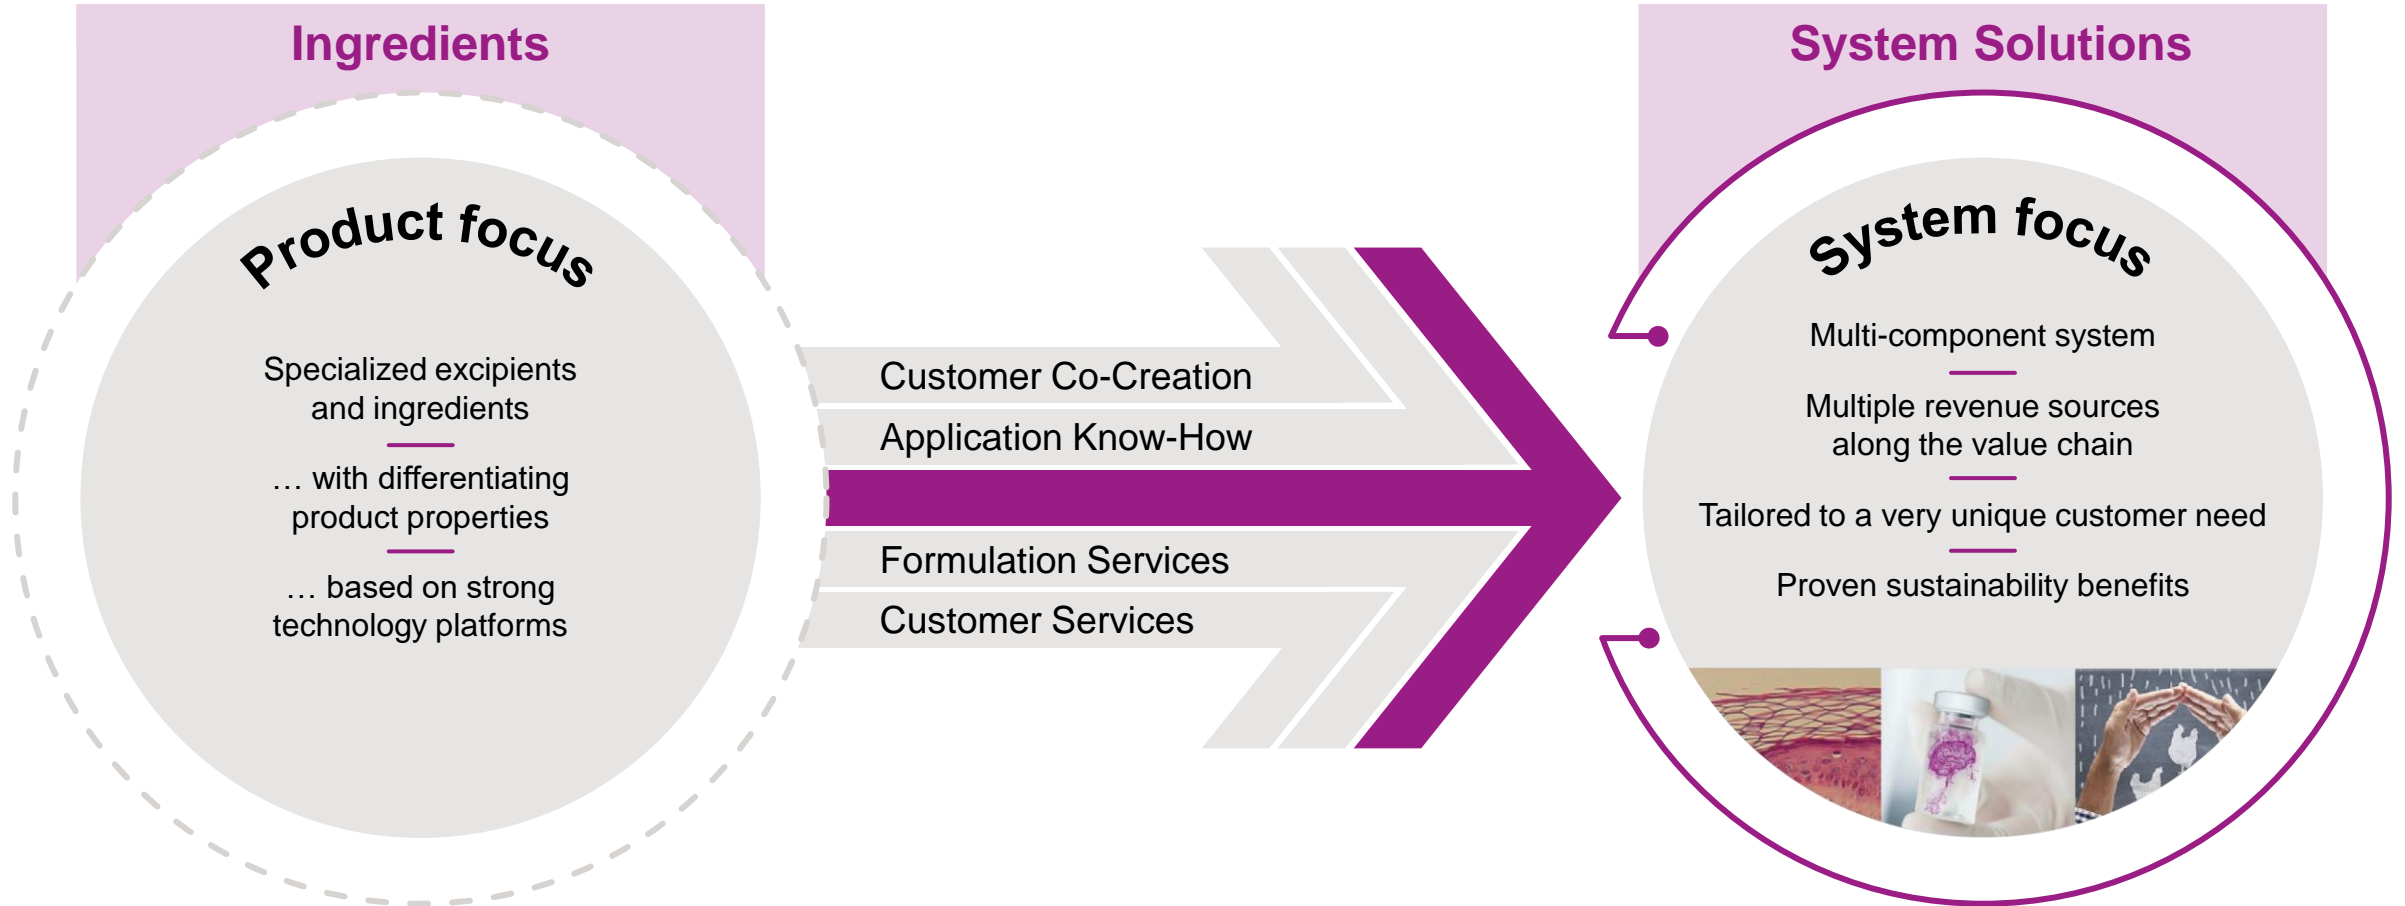 Ingredients
Product focus
Specialized excipients
and ingredients
… with differentiating
product properties
… based on strong
technology platforms
Customer Co-Creation
Application Know-How
Formulation Services
Customer Services
System Solutions
System focus
Multi-component system
Multiple revenue sources
along the value chain
Tailored to a very unique customer need
Proven sustainability benefits